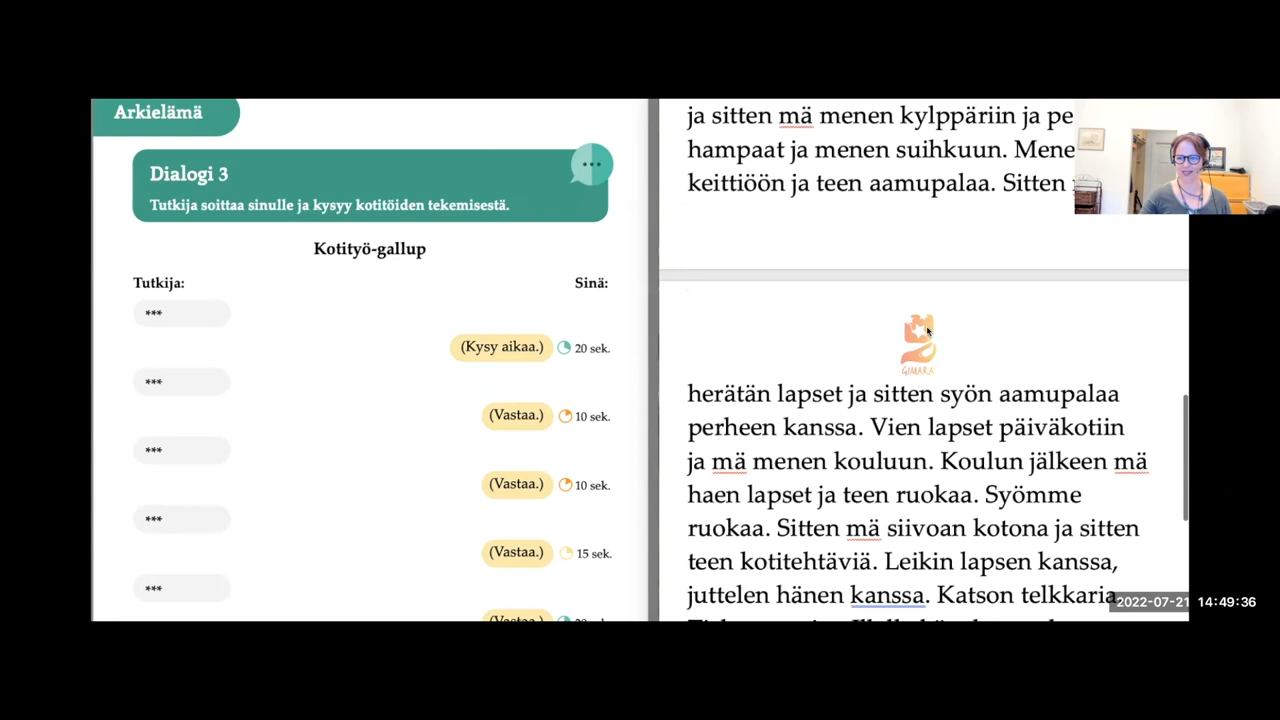 Arkielämä
Dialogi 3
Tutkija soittaa sinulle ja kysyy kotitöiden tekemisestä.
Kotityö-gallup
Tutkija:
Sinä:
***
(Kysy aikaa.) 20 sek.
***
(Vastaa.) 10 sek.
***
(Vastaa.) 10 sek.
***
(Vastaa.) 15 sek.
***
ja sitten mä menen kylppäriin ja pe
hampaat ja menen suihkuun. Mene
keittiöön ja teen aamupalaa. Sitten
GIMARA
herätän lapset ja sitten syön aamupalaa
perheen kanssa. Vien lapset päiväkotiin
ja mä menen kouluun. Koulun jälkeen mä
haen lapset ja teen ruokaa. Syömme
ruokaa. Sitten mä siivoan kotona ja sitten
teen kotitehtäviä. Leikin lapsen kanssa,
juttelen hänen kanssa. Katson telkkaria
2022-07-21 14:49:36